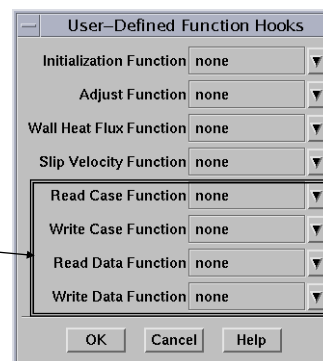 User-Defined Function Hooks
Initialization Function none
Adjust Function none
Wall Heat Flux Function none
Slip Velocity Function none
Read Case Function none
Write Case Function none
Read Data Function none
Write Data Function none
OK Cancel Help